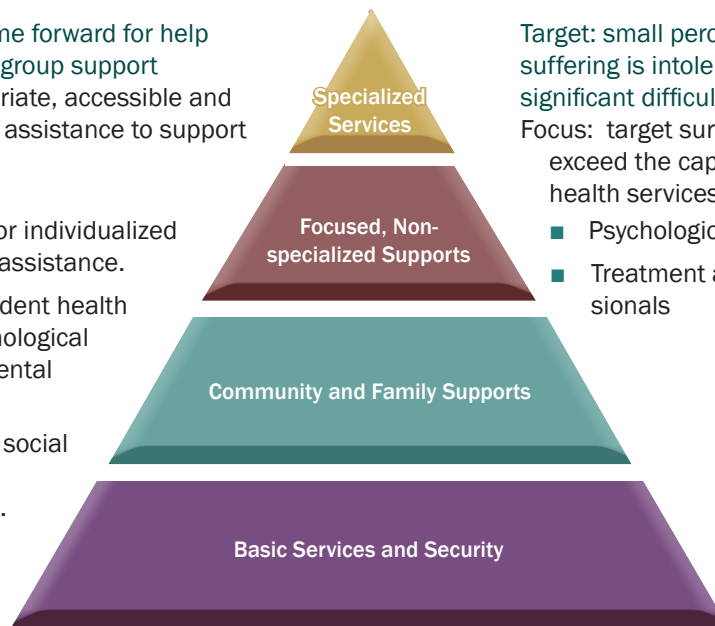 me forward for help
group support
riate, accessible and
assistance to support
or individualized
assistance.
dent health
nological
ental
social
.
Specialized
Services
Focused, Non-
specialized Supports
Community and Family Supports
Basic Services and Security
Target: small perc
suffering is intole
significant difficul
Focus: target sur
exceed the cap
health services
■ Psychologic
■ Treatment a
sionals